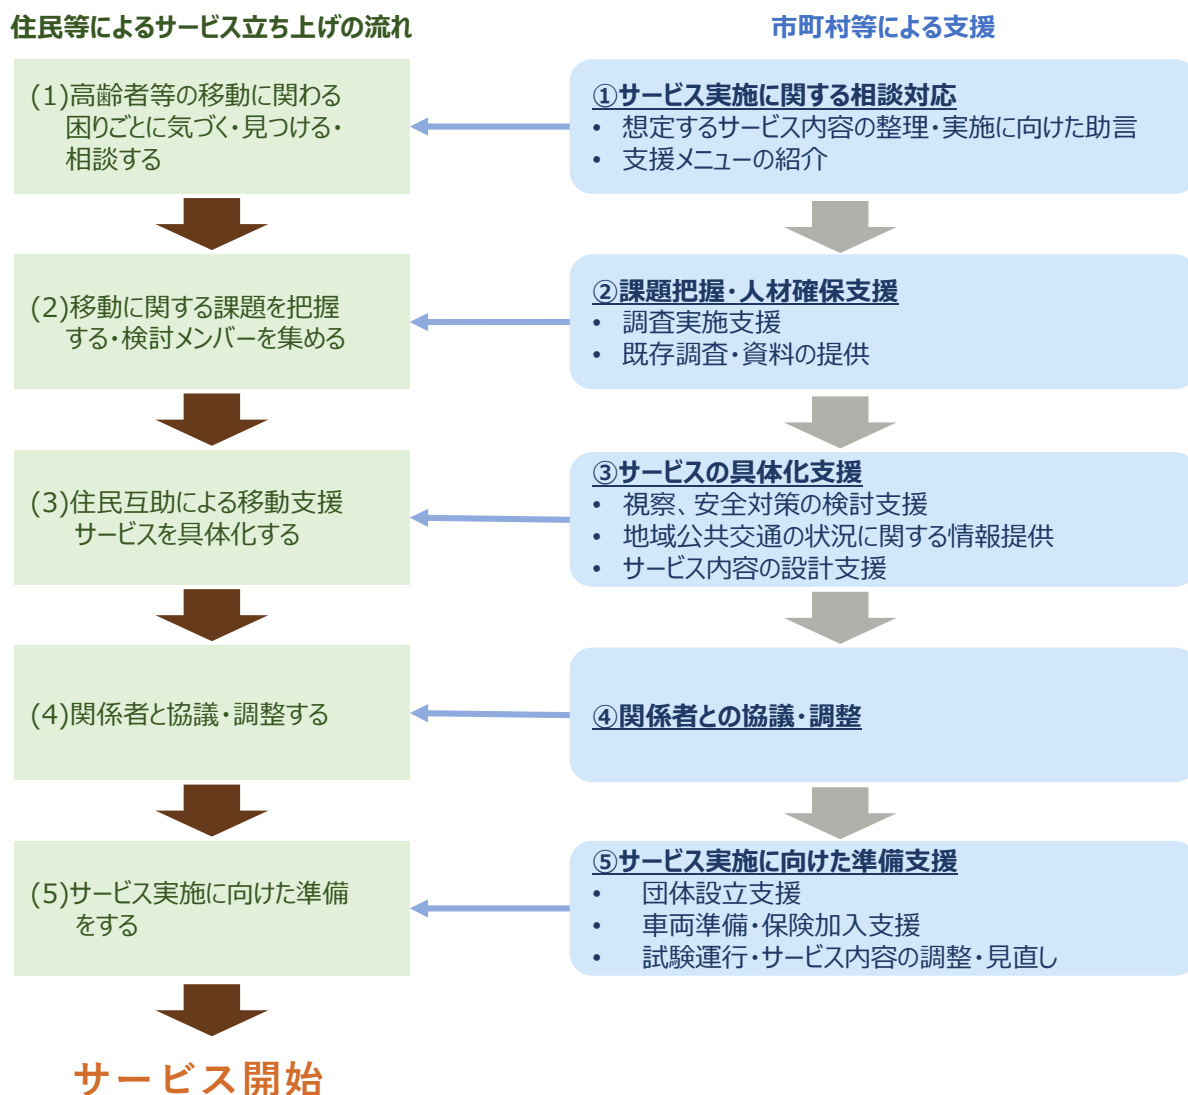 住民等によるサービス立ち上げの流れ
市町村等による支援
(1)高齢者等の移動に関わる
困りごとに気づく・見つける・
相談する
①サービス実施に関する相談対応
• 想定するサービス内容の整理・実施に向けた助言
• 支援メニューの紹介
(2)移動に関する課題を把握
する・検討メンバーを集める
②課題把握・人材確保支援
• 調査実施支援
• 既存調査・資料の提供
(3)住民互助による移動支援
サービスを具体化する
③サービスの具体化支援
• 視察、安全対策の検討支援
• 地域公共交通の状況に関する情報提供
• サービス内容の設計支援
(4)関係者と協議・調整する
④関係者との協議・調整
(5)サービス実施に向けた準備
をする
⑤サービス実施に向けた準備支援
• 団体設立支援
• 車両準備・保険加入支援
• 試験運行・サービス内容の調整・見直し
サービス開始